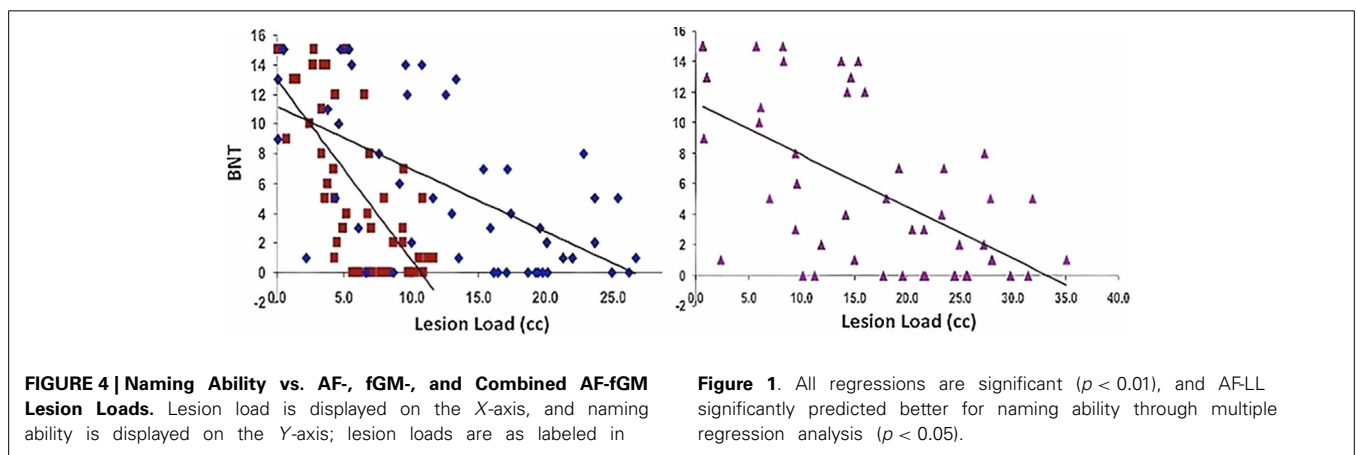 16
14
12
10
8
6
4
2
0
-2
BNT
0.0 5.0 10.0 15.0 20.0 25.0 30.0
Lesion Load (cc)
16
14
12
10
8
6
4
2
0
-2
0.0 5.0 10.0 15.0 20.0 25.0 30.0 35.0 40.0
Lesion Load (cc)
FIGURE 4 | Naming Ability vs. AF-, fGM-, and Combined AF-fGM
Lesion Loads. Lesion load is displayed on the X-axis, and naming
ability is displayed on the Y-axis; lesion loads are as labeled in
Figure 1. All regressions are significant (p < 0.01), and AF-LL
significantly predicted better for naming ability through multiple
regression analysis (p < 0.05).